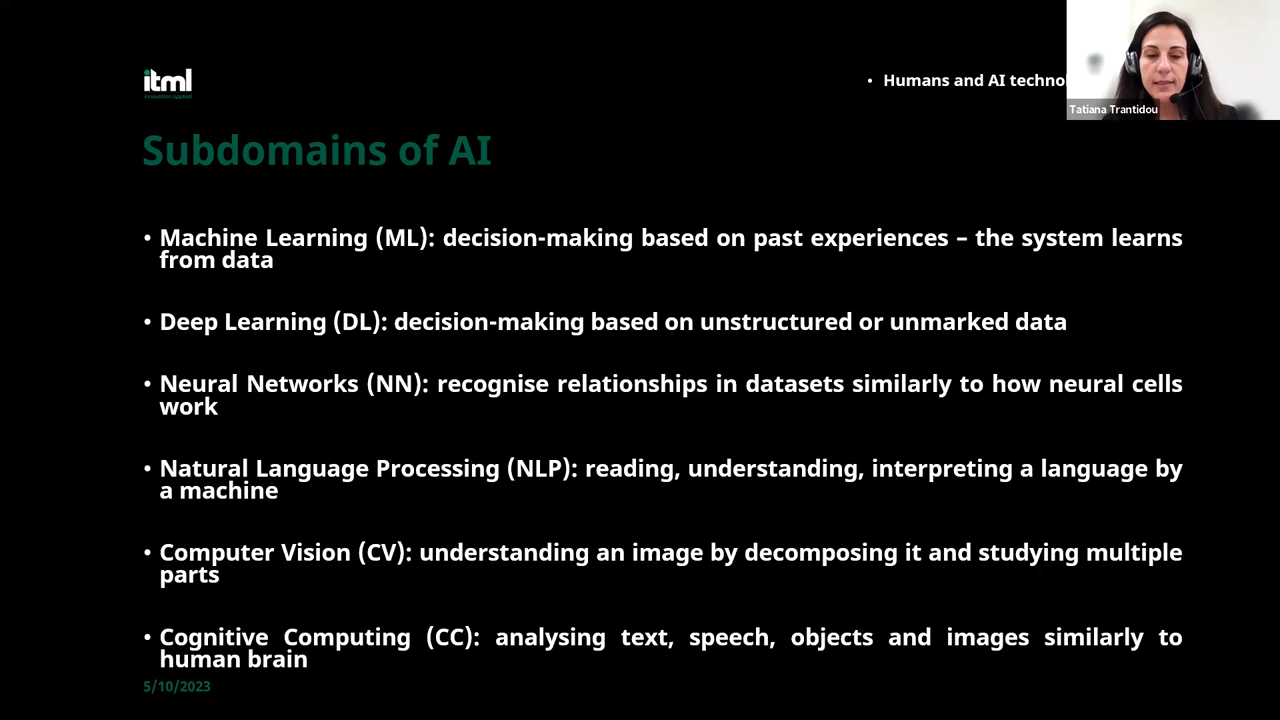 itml
innovation applied
• Humans and AI technol
Tatiana Trantidou
Subdomains of AI
• Machine Learning (ML): decision-making based on past experiences – the system learns
from data
• Deep Learning (DL): decision-making based on unstructured or unmarked data
• Neural Networks (NN): recognise relationships in datasets similarly to how neural cells
work
• Natural Language Processing (NLP): reading, understanding, interpreting a language by
a machine
• Computer Vision (CV): understanding an image by decomposing it and studying multiple
parts
• Cognitive Computing (CC): analysing text, speech, objects and images similarly to
human brain
5/10/2023